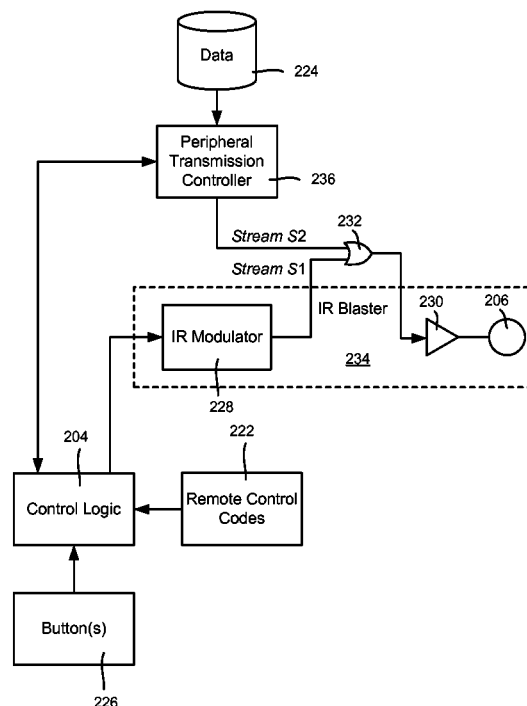 Data
224
Peripheral
Transmission
Controller
236
Stream S2
232
Stream S1
IR Blaster
230
206
IR Modulator
234
228
204
222
Control Logic
Remote Control
Codes
Button(s)
226